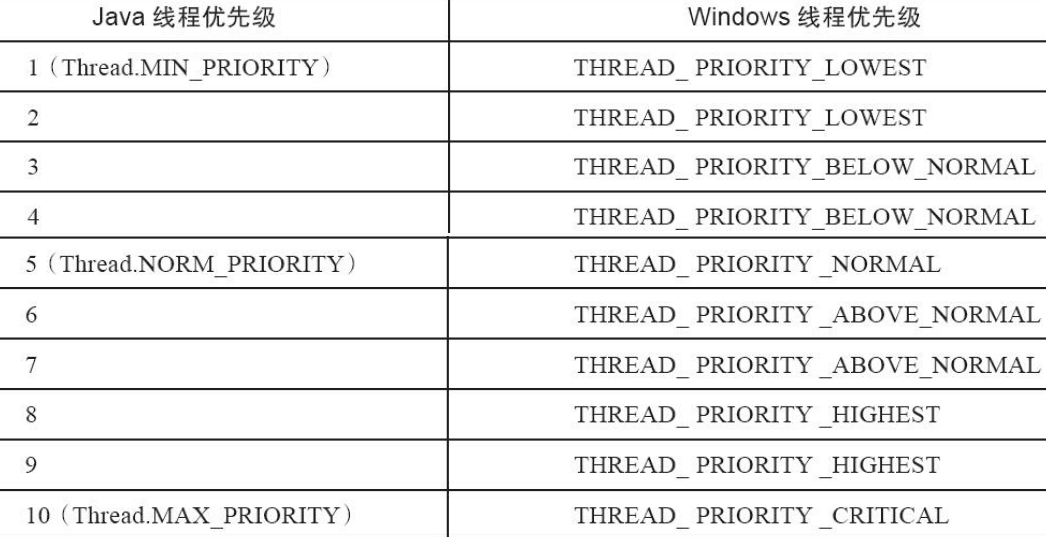 Java 线程优先级 Windows 线程优先级
1（Thread.MIN_PRIORITY） THREAD_ PRIORITY_LOWEST
2 THREAD_ PRIORITY_LOWEST
3 THREAD_ PRIORITY_BELOW_NORMAL
4 THREAD_ PRIORITY_BELOW_NORMAL
5（Thread.NORM_PRIORITY） THREAD_ PRIORITY _NORMAL
6 THREAD_ PRIORITY _ABOVE_NORMAL
7 THREAD_ PRIORITY _ABOVE_NORMAL
8 THREAD_ PRIORITY _HIGHEST
9 THREAD_ PRIORITY _HIGHEST
10（Thread.MAX_PRIORITY） THREAD_ PRIORITY _CRITICAL